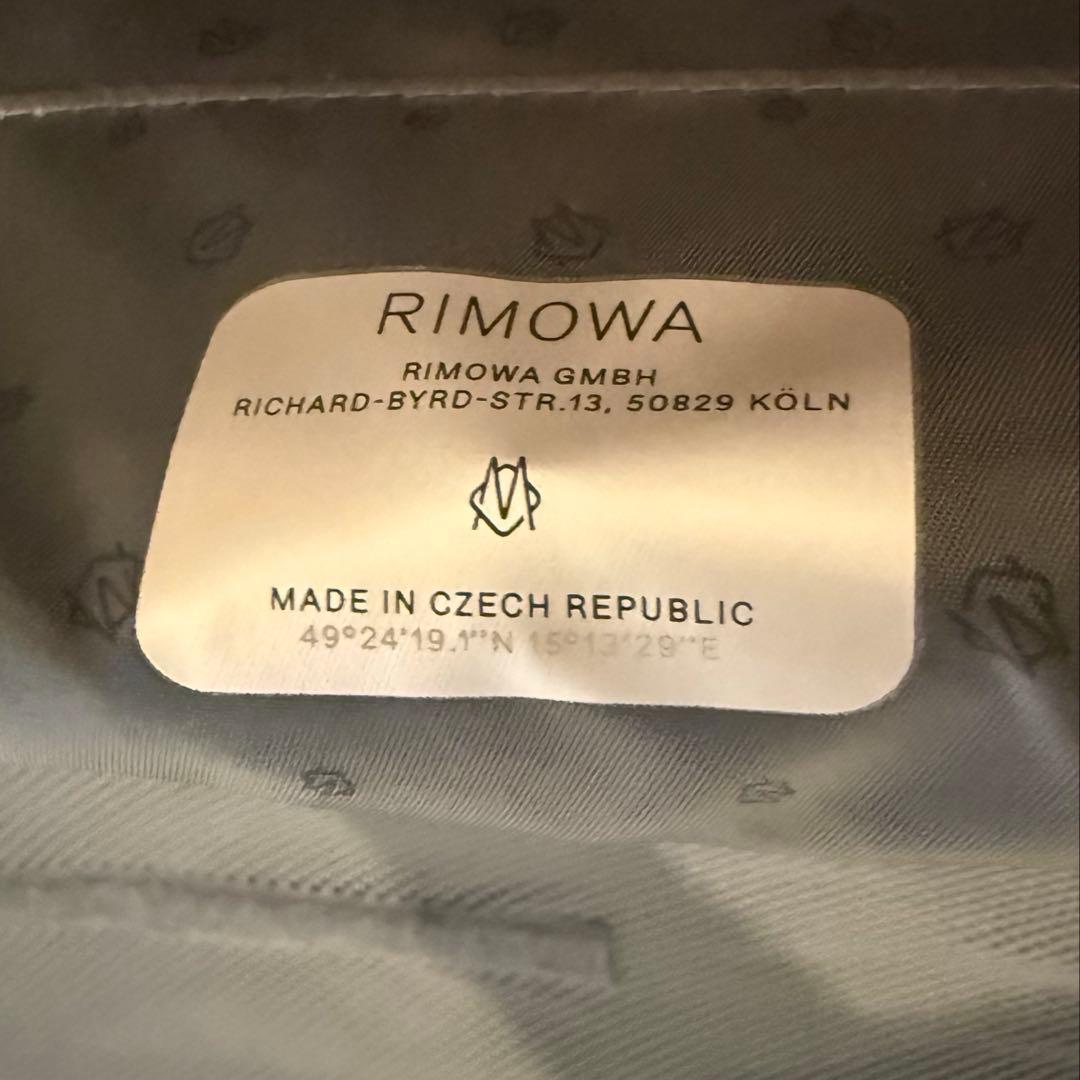 RIMOWA
RIMOWA GMBH
RICHARD-BYRD-STR.13, 50829 KÖLN
MADE IN CZECH REPUBLIC
49°24'19.1"N 15°13'29"E